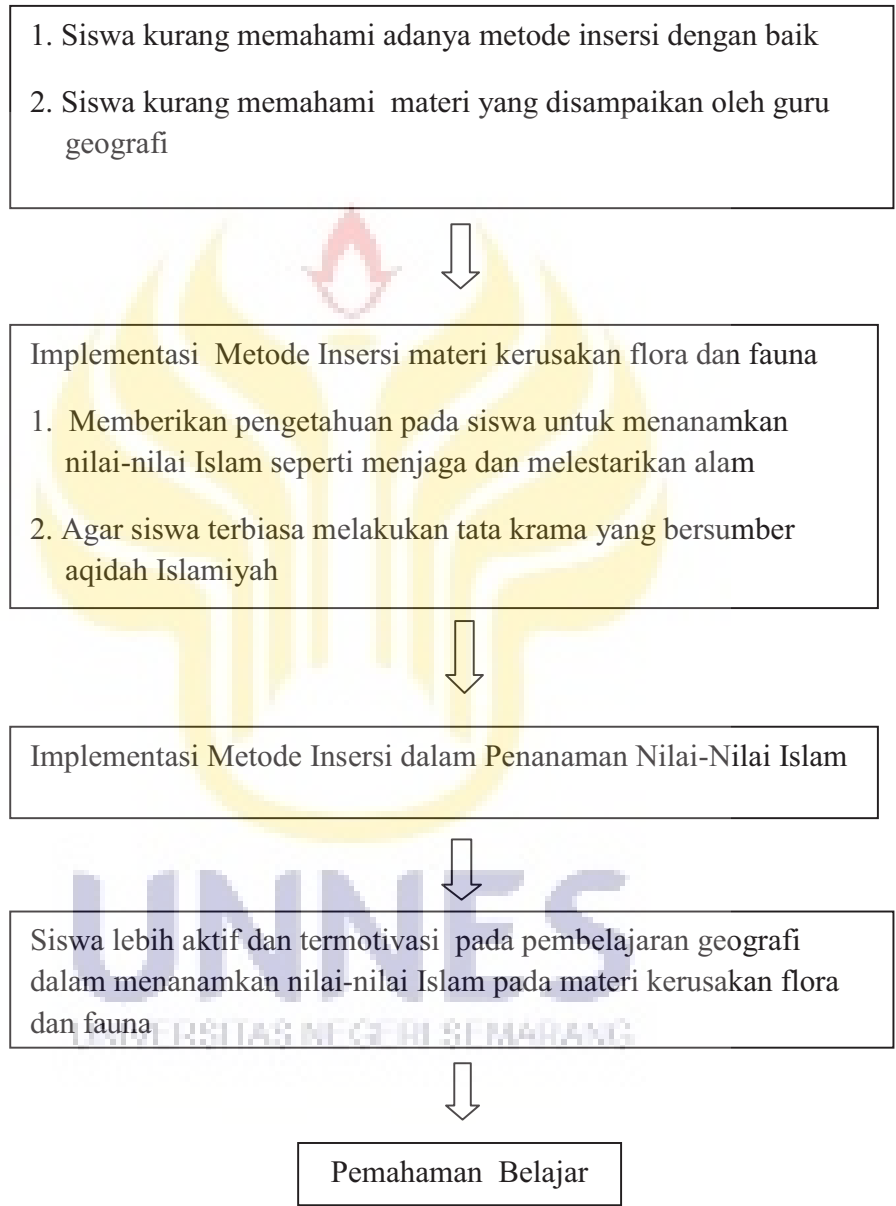 1. Siswa kurang memahami adanya metode insersi dengan baik
2. Siswa kurang memahami materi yang disampaikan oleh guru
geografi
Implementasi Metode Insersi materi kerusakan flora dan fauna
1. Memberikan pengetahuan pada siswa untuk menanamkan
nilai-nilai Islam seperti menjaga dan melestarikan alam
2. Agar siswa terbiasa melakukan tata krama yang bersumber
aqidah Islamiyah
Implementasi Metode Insersi dalam Penanaman Nilai-Nilai Islam
UNNES
Siswa lebih aktif dan termotivasi pada pembelajaran geografi
dalam menanamkan nilai-nilai Islam pada materi kerusakan flora
dan fauna
UNIVERSITAS NEGERI SEMARANG
Pemahaman Belajar